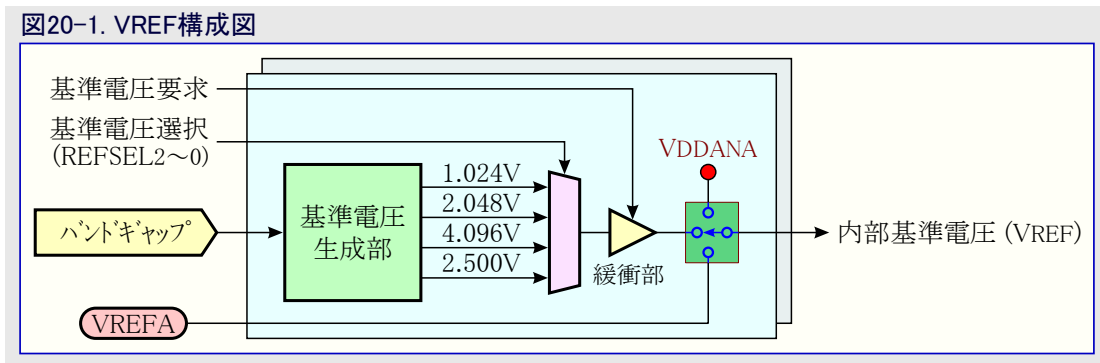 図20-1. VREF構成図
基準電圧要求
基準電圧選択
(REFSEL2～0)
VDDANA
1.024V
2.048V
4.096V
2.500V
バンドギャップ
基準電圧
生成部
緩衝部
内部基準電圧 (VREF)
VREFA